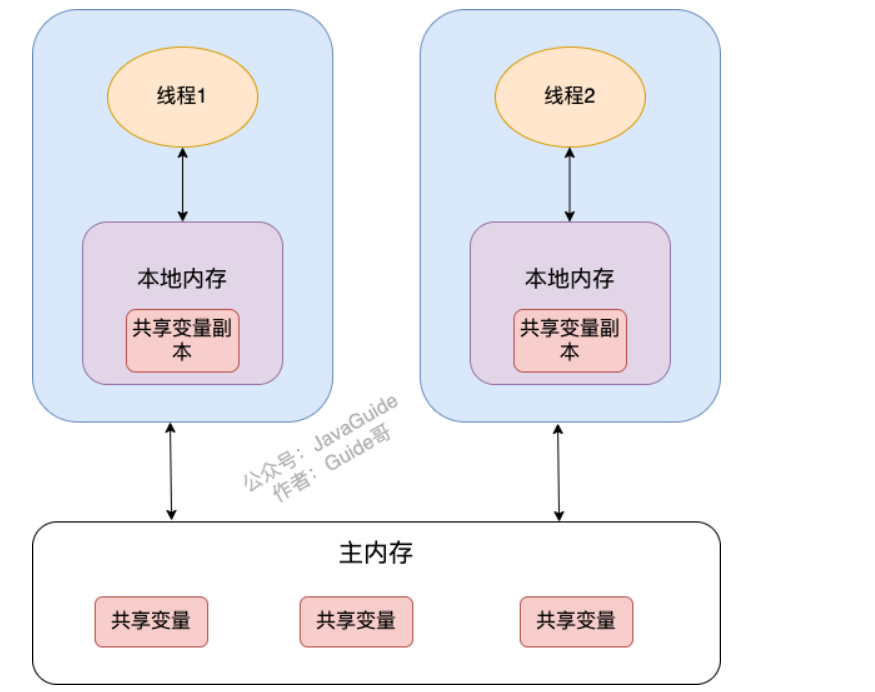 线程1
线程2
本地内存
本地内存
共享变量副
本
共享变量副
本
公众号：JavaGuide
作者：Guide哥
主内存
共享变量
共享变量
共享变量